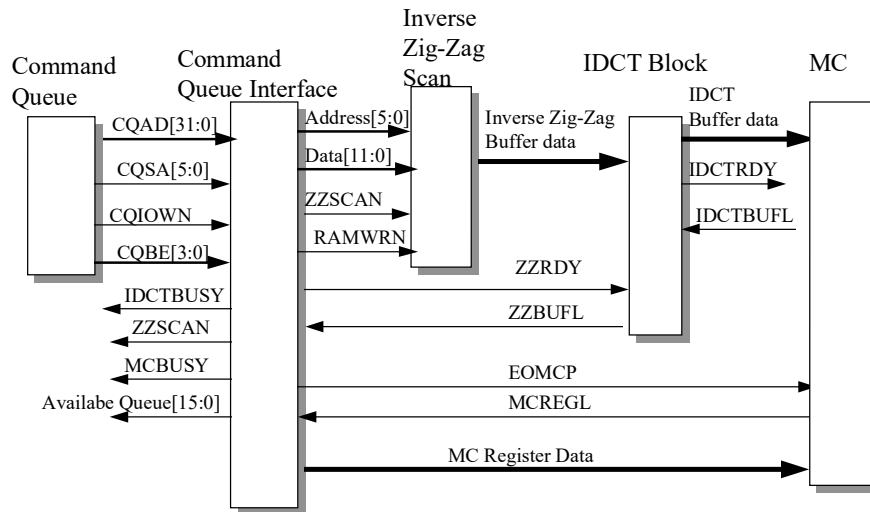 Command
Queue
Command
Queue Interface
Inverse
Zig-Zag
Scan
IDCT Block
MC
CQAD[31:0]
CQSA[5:0]
CQIOWN
CQBE[3:0]
IDCTBUSY
ZZSCAN
MCBUSY
Availabe Queue[15:0]
Address[5:0]
Data[11:0]
ZZSCAN
RAMWRN
Inverse Zig-Zag
Buffer data
IDCT
Buffer data
IDCTRDY
IDCTBUFL
ZZRDY
ZZBUFL
EOMCP
MCREGL
MC Register Data